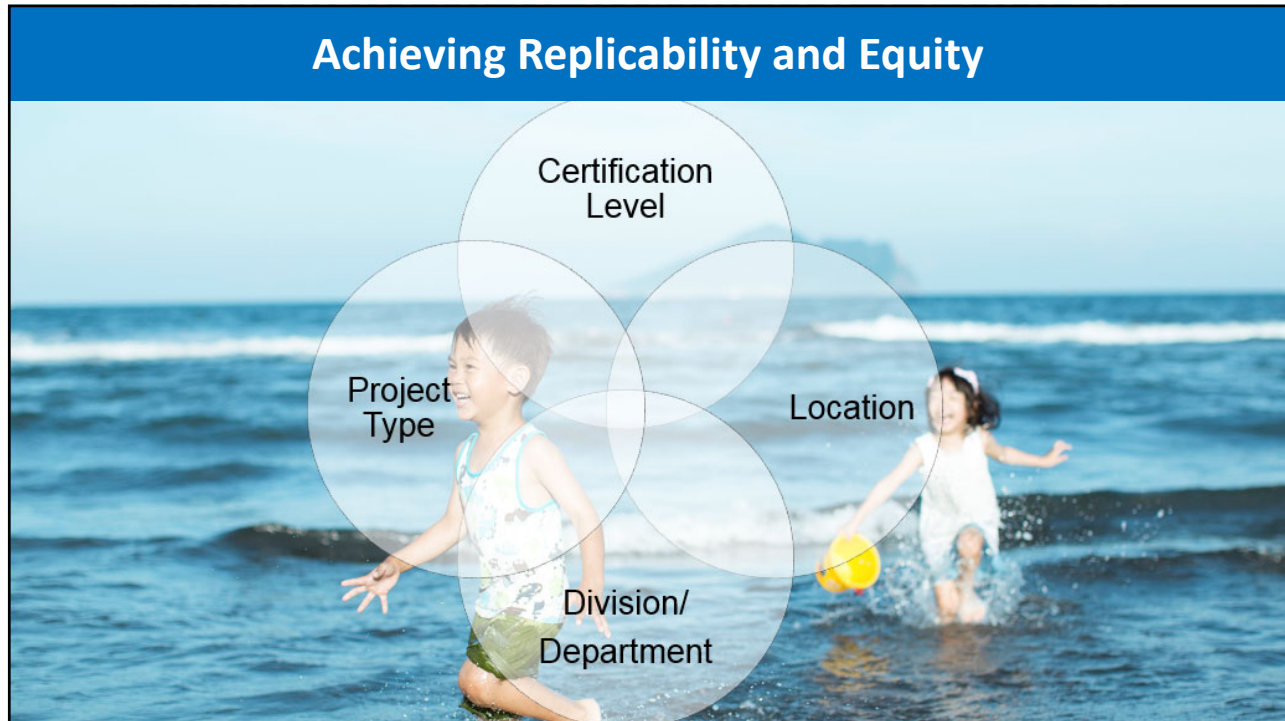 Achieving Replicability and Equity
Certification
Level
Project
Type
Location
Division/
Department